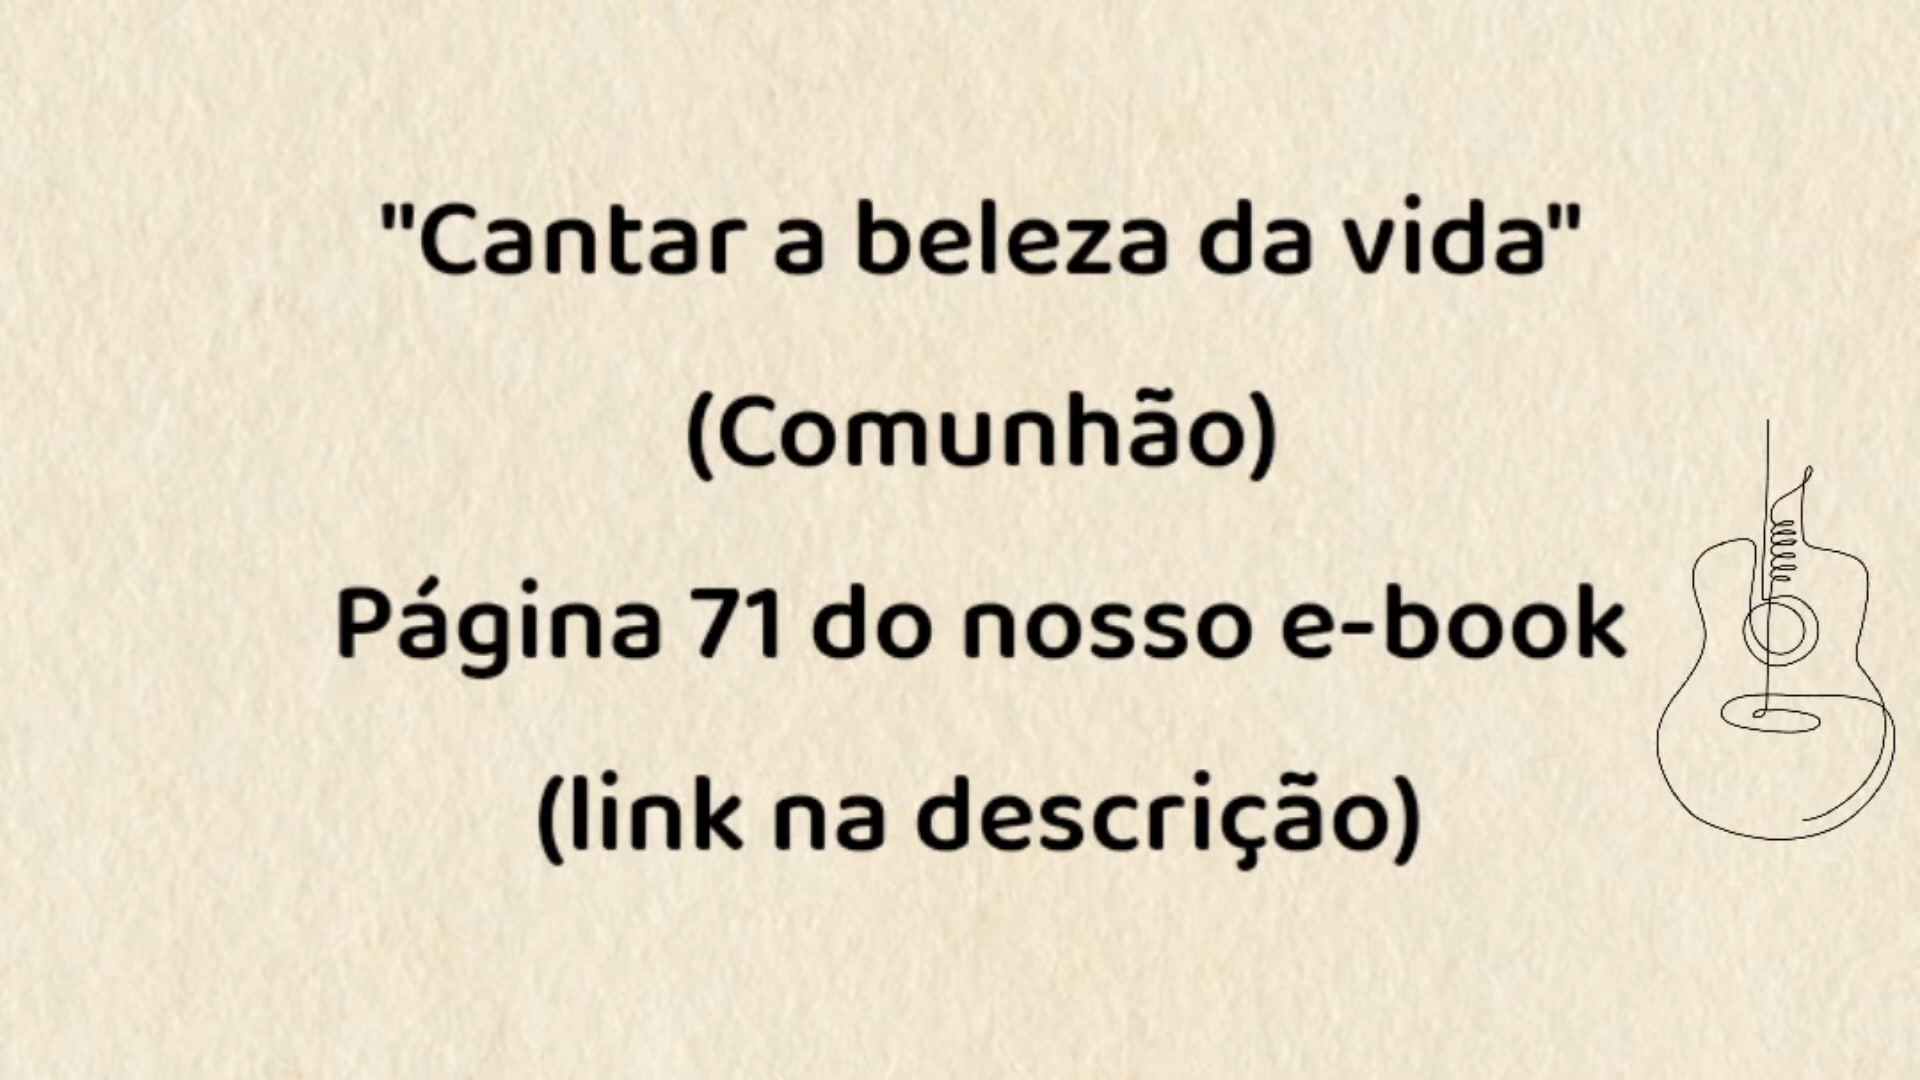 "Cantar a beleza da vida"
(Comunhão)
Página 71 do nosso e-book
(link na descrição)